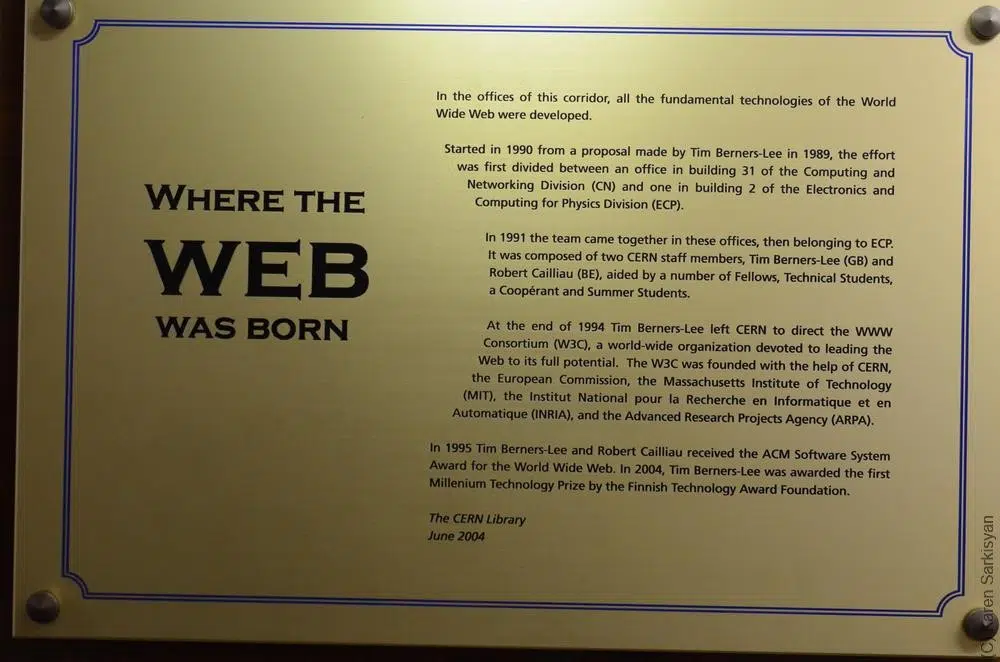 WHERE THE
WEB
WAS BORN
In the offices of this corridor, all the fundamental technologies of the World
Wide Web were developed.
Started in 1990 from a proposal made by Tim Berners-Lee in 1989, the effort
was first divided between an office in building 31 of the Computing and
Networking Division (CN) and one in building 2 of the Electronics and
Computing for Physics Division (ECP).
In 1991 the team came together in these offices, then belonging to ECP.
It was composed of two CERN staff members, Tim Berners-Lee (GB) and
Robert Cailliau (BE), aided by a number of Fellows, Technical Students,
a Coopérant and Summer Students.
At the end of 1994 Tim Berners-Lee left CERN to direct the WWW
Consortium (W3C), a world-wide organization devoted to leading the
Web to its full potential. The W3C was founded with the help of CERN,
the European Commission, the Massachusetts Institute of Technology
(MIT), the Institut National pour la Recherche en Informatique et en
Automatique (INRIA), and the Advanced Research Projects Agency (ARPA).
In 1995 Tim Berners-Lee and Robert Cailliau received the ACM Software System
Award for the World Wide Web. In 2004, Tim Berners-Lee was awarded the first
Millenium Technology Prize by the Finnish Technology Award Foundation.
The CERN Library
June 2004
(C) Karen Sarkisyan